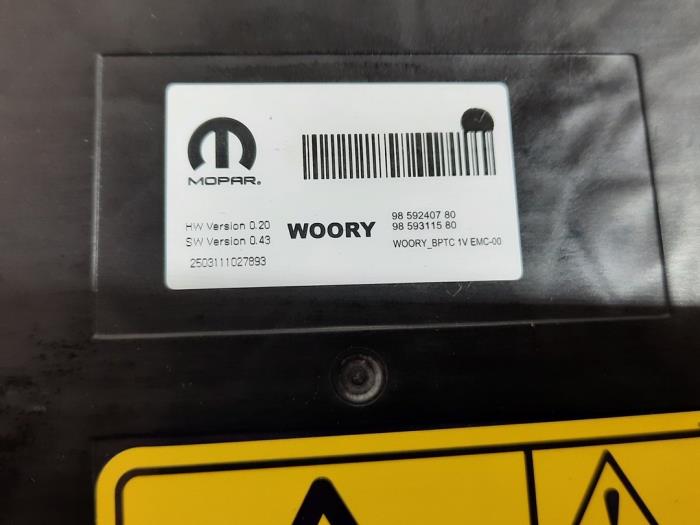 MOPAR®
HW Version 0.20
SW Version 0.43
2503111027893
WOORY
98 592407 80
98 593115 80
WOORY_BPTC 1V EMC-00
!